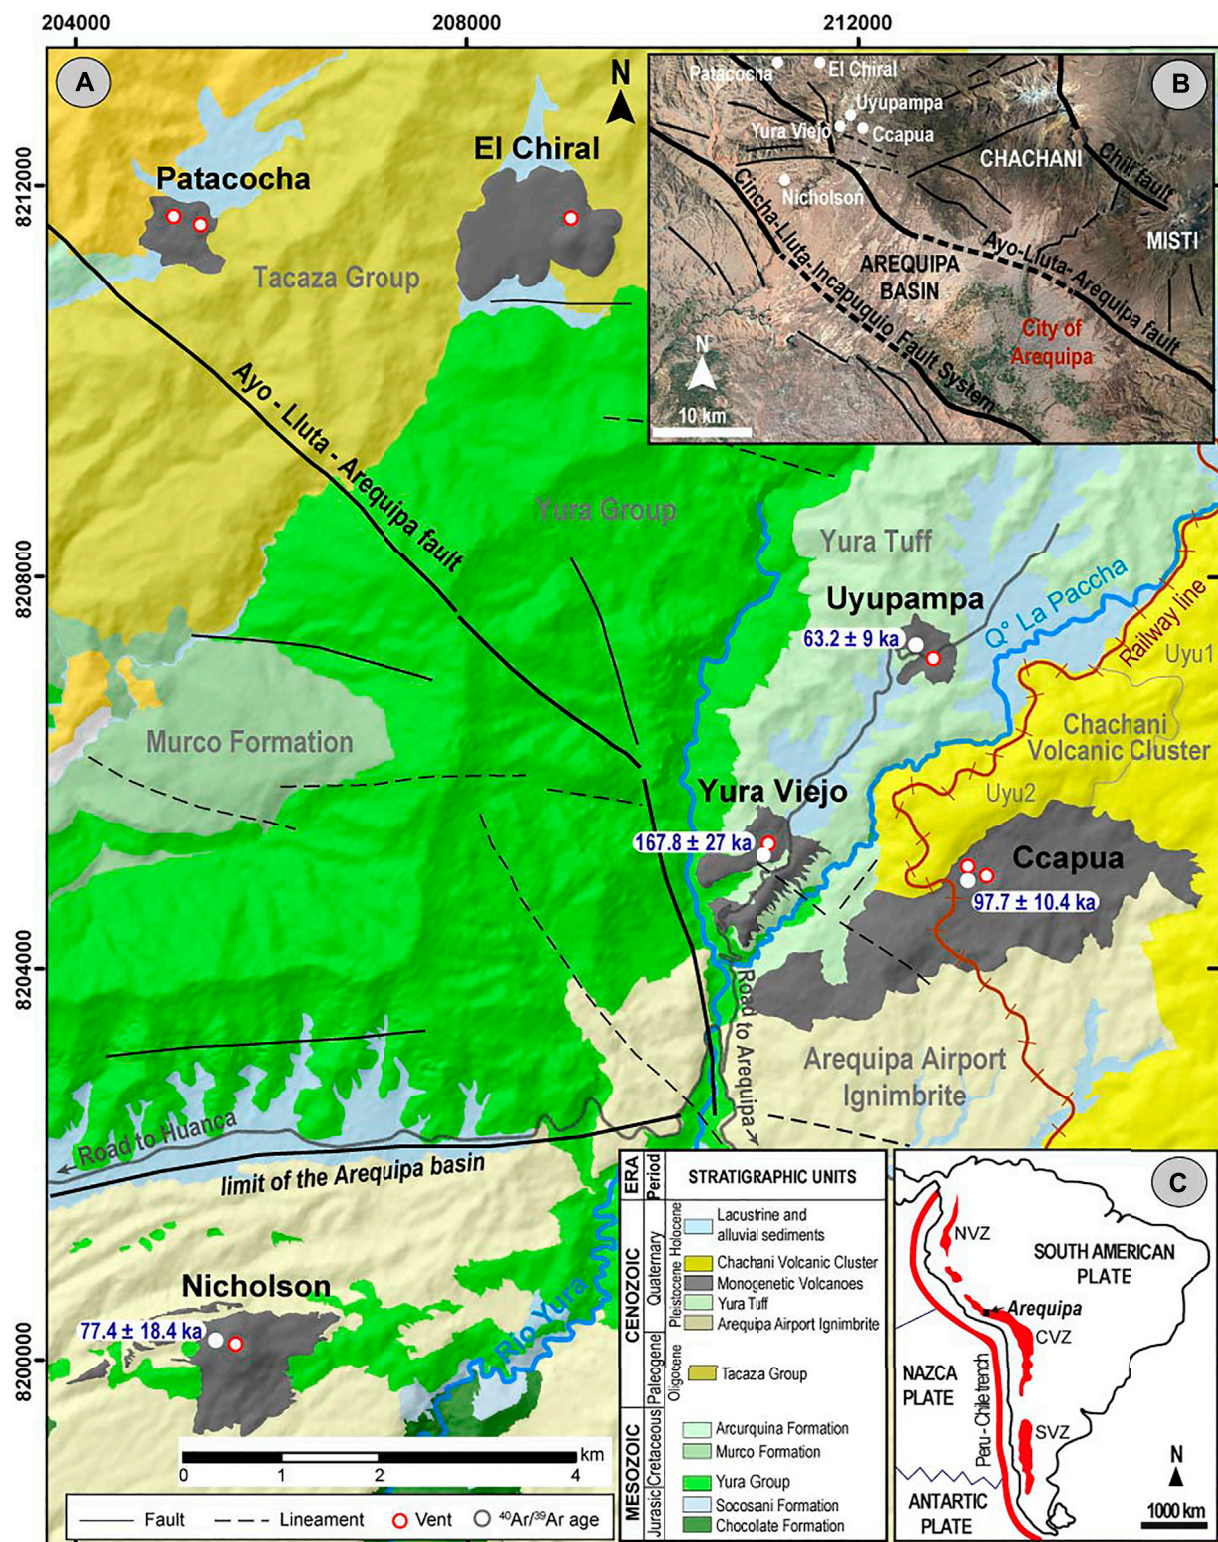 204000
208000
212000
A
N
Patacocha
El Chiral
8212000
Tacaza Group
Ayo - Lluta - Arequipa fault
Yura Group
Yura Tuff
8208000
Uyupampa
63.2 ± 9 ka
Q° La Paccha
Railway line
Uyu1
Murco Formation
Chachani
Volcanic Cluster
Yura Viejo
Uyu2
167.8 ± 27 ka
Ccapua
97.7 ± 10.4 ka
8204000
Road to Arequipa
Arequipa Airport
Ignimbrite
Road to Huanca
limit of the Arequipa basin
Nicholson
77.4 ± 18.4 ka
Rio Yura
8200000
km
0 1 2 4
Fault
Lineament
Vent
40Ar/39Ar age
B
Patacocha
El Chiral
Uyupampa
Yura Viejo
Ccapua
CHACHANI
Chili fault
Nicholson
MISTI
Cincha-Lluta-Incapuquio Fault System
Ayo-Lluta-Arequipa fault
AREQUIPA
BASIN
City of
Arequipa
N
10 km
ERA
Period
STRATIGRAPHIC UNITS
CENOZOIC
Quaternary
Holocene
Lacustrine and
alluvial sediments
Pleistocene
Chachani Volcanic Cluster
Monogenetic Volcanoes
Yura Tuff
Arequipa Airport Ignimbrite
Paleogene
Oligocene
Tacaza Group
MESOZOIC
Cretaceous
Arcurquina Formation
Murco Formation
Yura Group
Jurasic
Socosani Formation
Chocolate Formation
C
NVZ
SOUTH AMERICAN
PLATE
Arequipa
CVZ
NAZCA
PLATE
Peru - Chile trench
SVZ
N
ANTARTIC
PLATE
1000 km